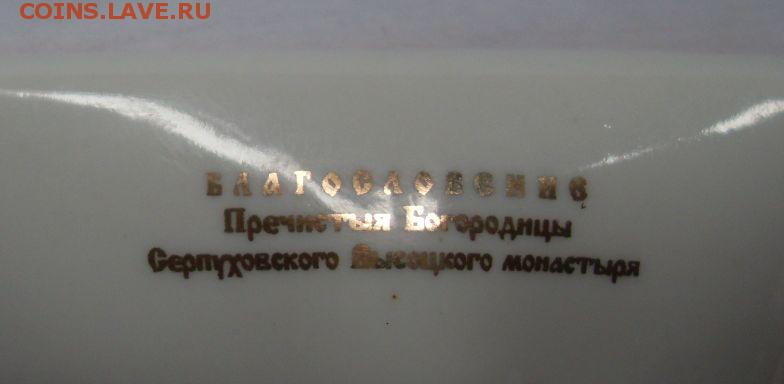 COINS.LAVE.RU
БЛАГОСЛОВЕНИЕ
Пречистыя Богородицы
Серпуховского Высоцкого монастыря